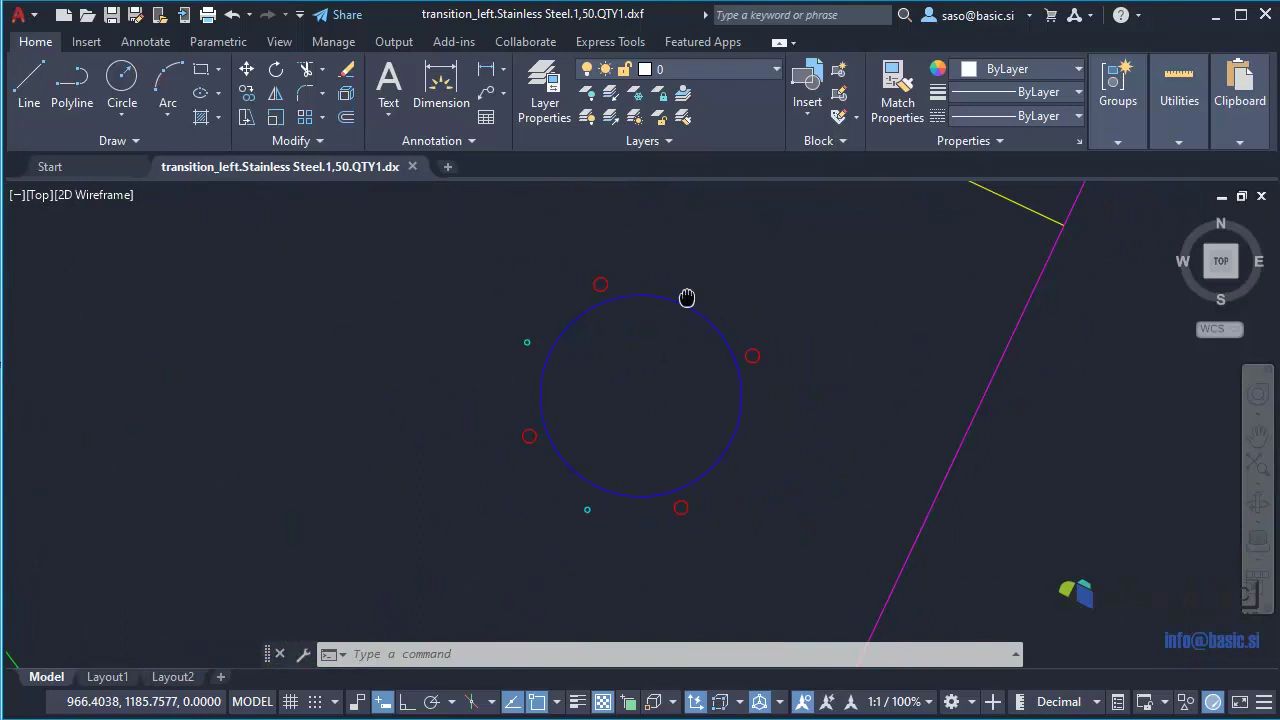 Share
transition_left.Stainless Steel.1,50.QTY1.dxf
Type a keyword or phrase
saso@basic.si
Home Insert Annotate Parametric View Manage Output Add-ins Collaborate Express Tools Featured Apps
Line Polyline Circle Arc
Text Dimension
Layer
Properties
0
Insert
Match
Properties
ByLayer
ByLayer
ByLayer
Groups Utilities Clipboard
Draw Modify Annotation Layers Block Properties
Start transition_left.Stainless Steel.1,50.QTY1.dx
[−][Top][2D Wireframe]
N
W TOP E
S
WCS
info@basic.si
Type a command
Model Layout1 Layout2
966.4038, 1185.7577, 0.0000 MODEL 1:1 / 100% Decimal